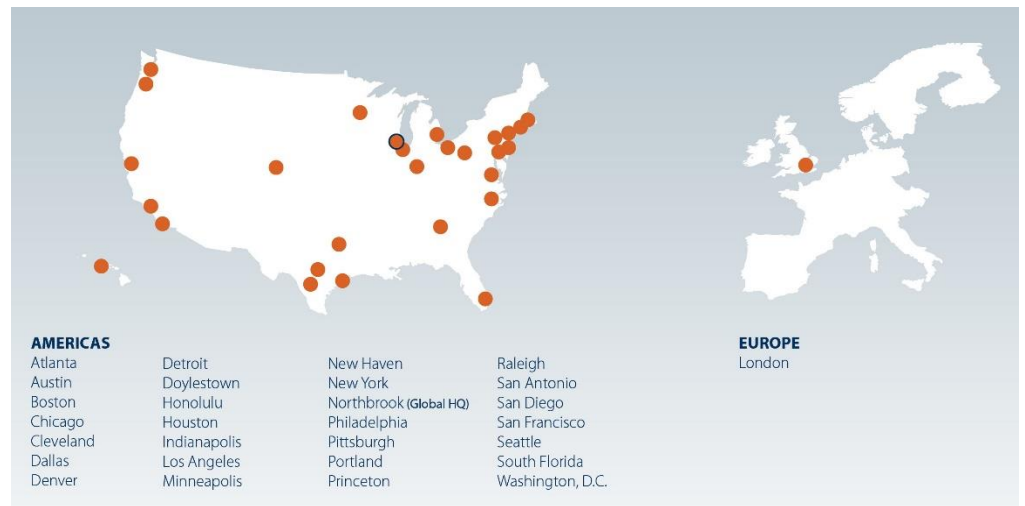 AMERICAS
Atlanta
Austin
Boston
Chicago
Cleveland
Dallas
Denver
Detroit
Doylestown
Honolulu
Houston
Indianapolis
Los Angeles
Minneapolis
New Haven
New York
Northbrook (Global HQ)
Philadelphia
Pittsburgh
Portland
Princeton
Raleigh
San Antonio
San Diego
San Francisco
Seattle
South Florida
Washington, D.C.
EUROPE
London